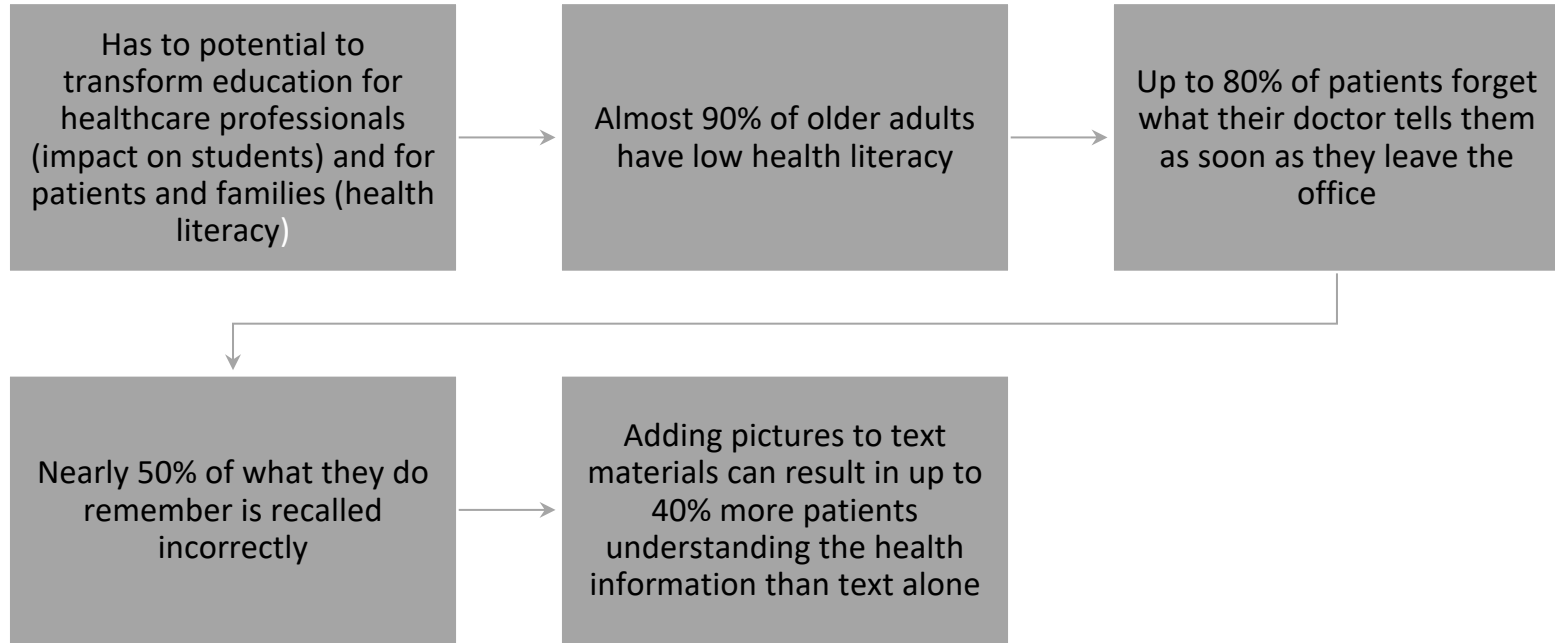 Has to potential to
transform education for
healthcare professionals
(impact on students) and for
patients and families (health
literacy)
Almost 90% of older adults
have low health literacy
Up to 80% of patients forget
what their doctor tells them
as soon as they leave the
office
Nearly 50% of what they do
remember is recalled
incorrectly
Adding pictures to text
materials can result in up to
40% more patients
understanding the health
information than text alone